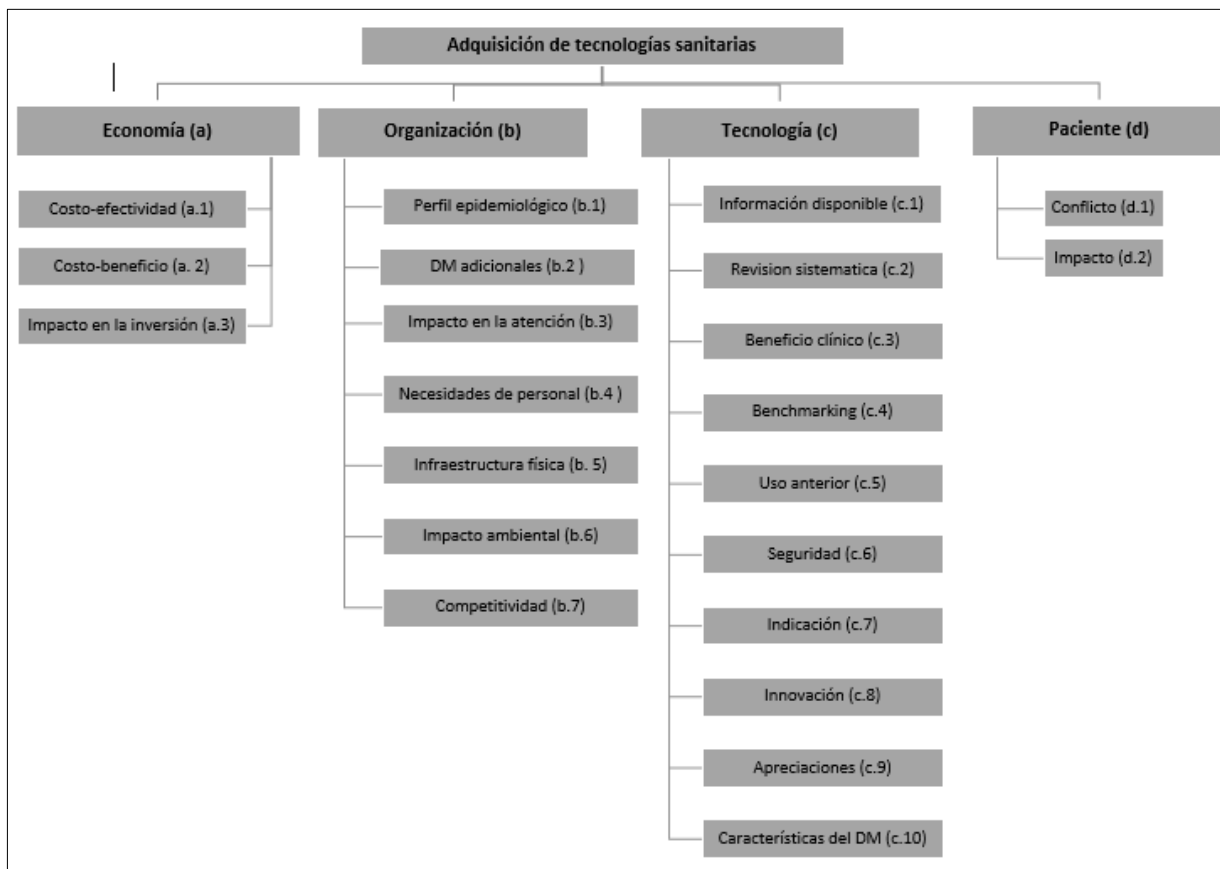 Adquisición de tecnologías sanitarias
Economía (a)
Costo-efectividad (a.1)
Costo-beneficio (a. 2)
Impacto en la inversión (a.3)
Organización (b)
Perfil epidemiológico (b.1)
DM adicionales (b.2 )
Impacto en la atención (b.3)
Necesidades de personal (b.4 )
Infraestructura física (b. 5)
Impacto ambiental (b.6)
Competitividad (b.7)
Tecnología (c)
Información disponible (c.1)
Revision sistematica (c.2)
Beneficio clínico (c.3)
Benchmarking (c.4)
Uso anterior (c.5)
Seguridad (c.6)
Indicación (c.7)
Innovación (c.8)
Apreciaciones (c.9)
Características del DM (c.10)
Paciente (d)
Conflicto (d.1)
Impacto (d.2)